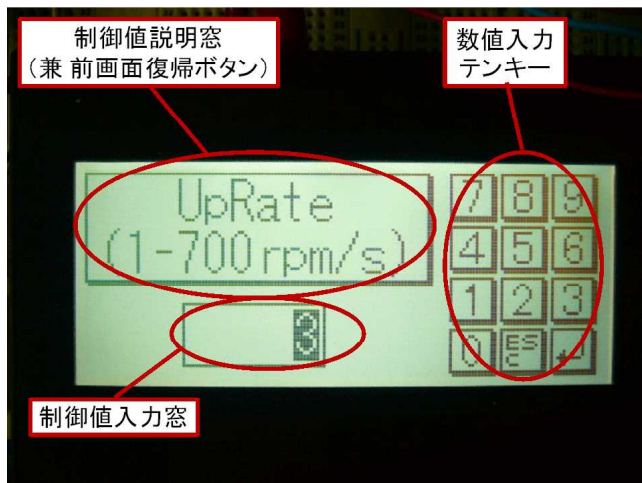 制御値説明窓
(兼 前画面復帰ボタン)
数値入力
テンキー
UpRate
(1-700rpm/s)
8
7 8 9
4 5 6
1 2 3
0 ESC ↵
制御値入力窓